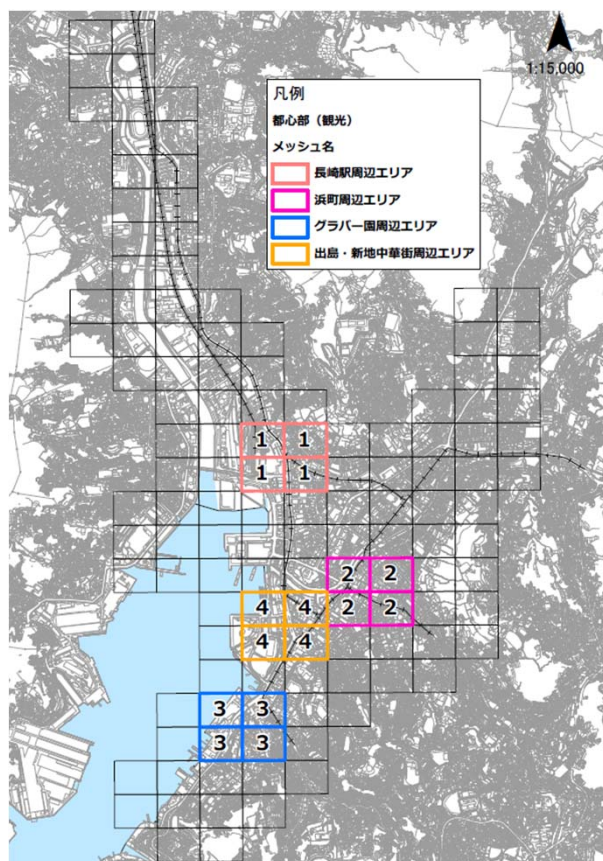 1:15,000
凡例
都心部（観光）
メッシュ名
長崎駅周辺エリア
浜町周辺エリア
グラバー園周辺エリア
出島・新地中華街周辺エリア
1 1
1 1
2 2
2 2
4 4
4 4
3 3
3 3